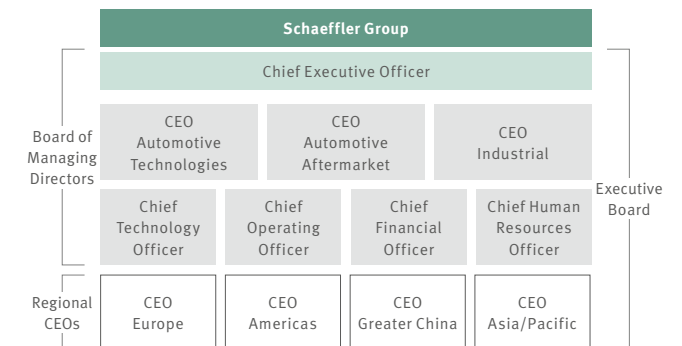 Schaeffler Group
Chief Executive Officer
Board of
Managing
Directors
CEO
Automotive
Technologies
CEO
Automotive
Aftermarket
CEO
Industrial
Chief
Technology
Officer
Chief
Operating
Officer
Chief
Financial
Officer
Chief Human
Resources
Officer
Executive
Board
Regional
CEOs
CEO
Europe
CEO
Americas
CEO
Greater China
CEO
Asia/Pacific